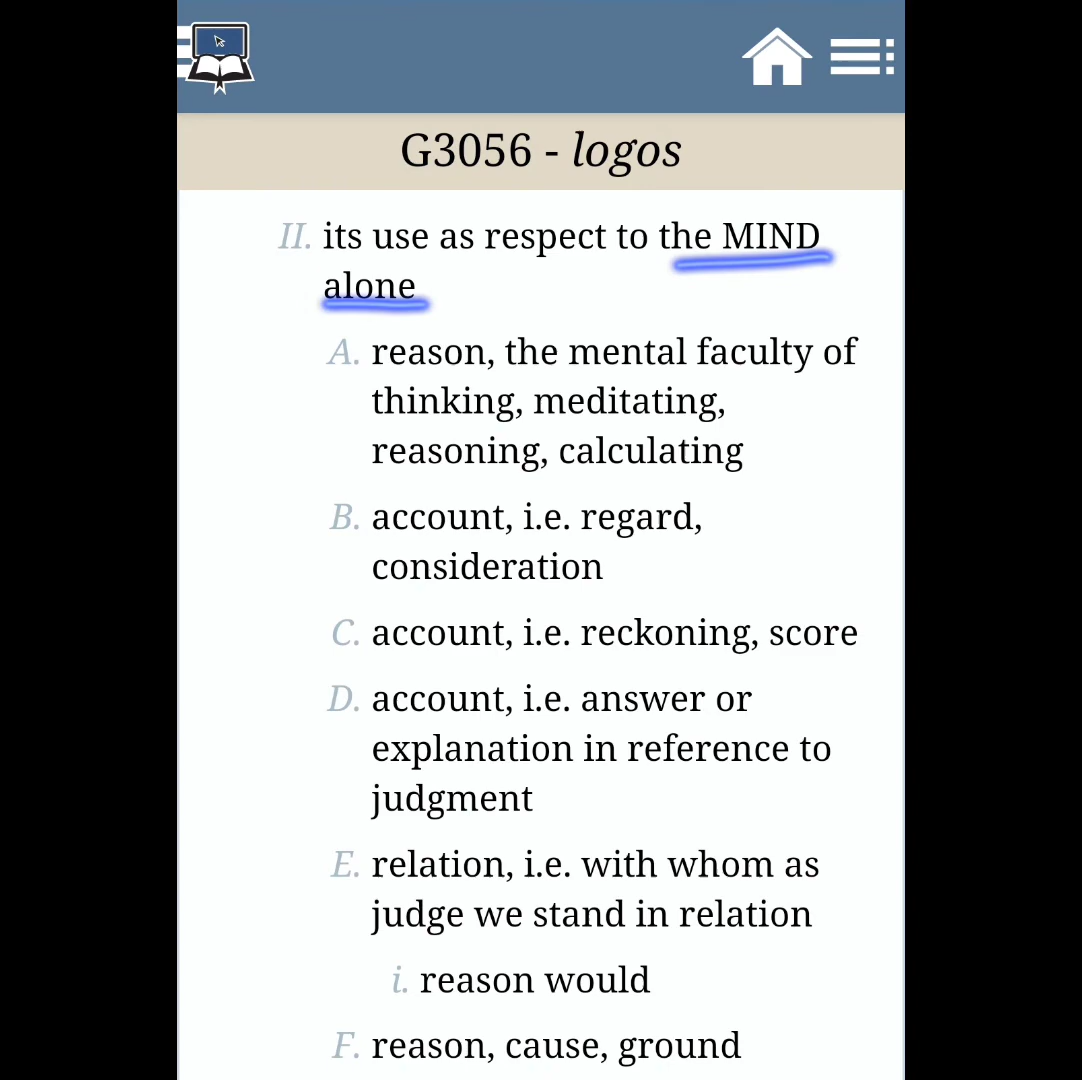 G3056 - logos
II. its use as respect to the MIND
alone
A. reason, the mental faculty of
thinking, meditating,
reasoning, calculating
B. account, i.e. regard,
consideration
C. account, i.e. reckoning, score
D. account, i.e. answer or
explanation in reference to
judgment
E. relation, i.e. with whom as
judge we stand in relation
i. reason would
F. reason, cause, ground